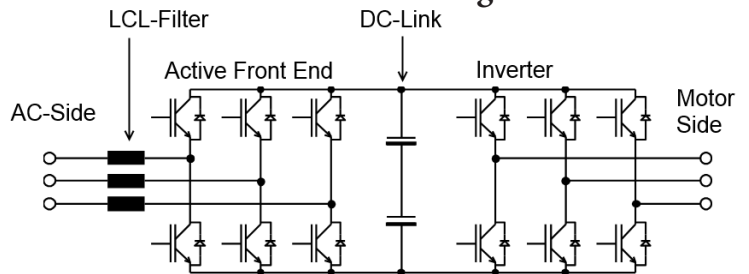 LCL-Filter
DC-Link
Active Front End
Inverter
AC-Side
Motor
Side